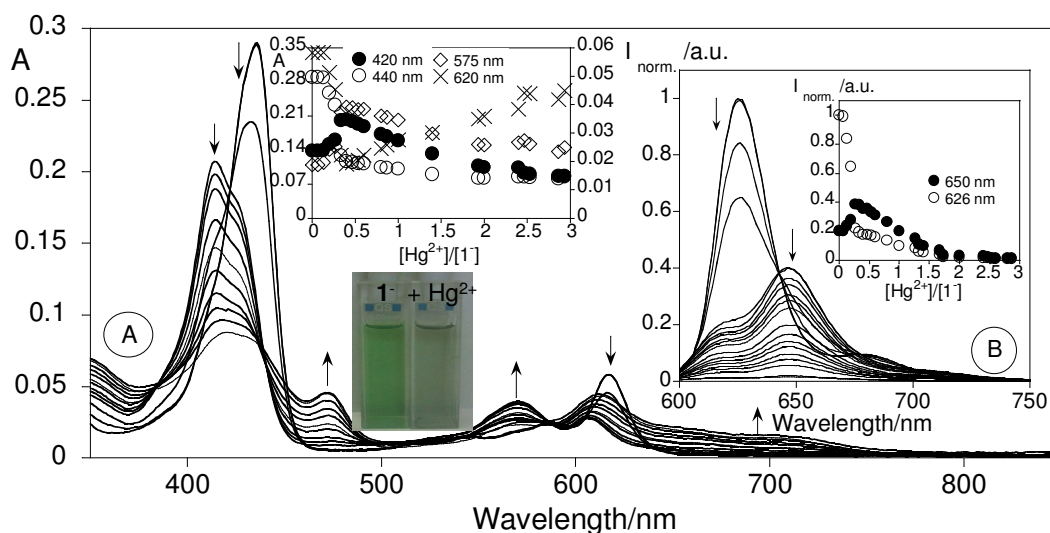 0.3
A
0.25
0.2
0.15
0.1
0.05
0
400
500
600
700
800
Wavelength/nm
A
A
0.35
0.28
0.21
0.14
0.07
0
0.06
0.05
0.04
0.03
0.02
0.01
0
420 nm
440 nm
575 nm
620 nm
0 0.5 1 1.5 2 2.5 3
[Hg2+]/[1-]
1- + Hg2+
I norm. /a.u.
1
0.8
0.6
0.4
0.2
0
600
650
700
750
Wavelength/nm
B
I norm. /a.u.
1
0.8
0.6
0.4
0.2
0
650 nm
626 nm
0 0.5 1 1.5 2 2.5 3
[Hg2+]/[1-]